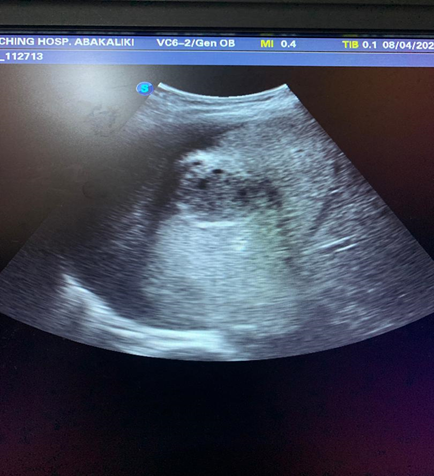 CHING HOSP. ABAKALIKI VC6-2/Gen OB MI 0.4 TIB 0.1 08/04/202
_112713
S